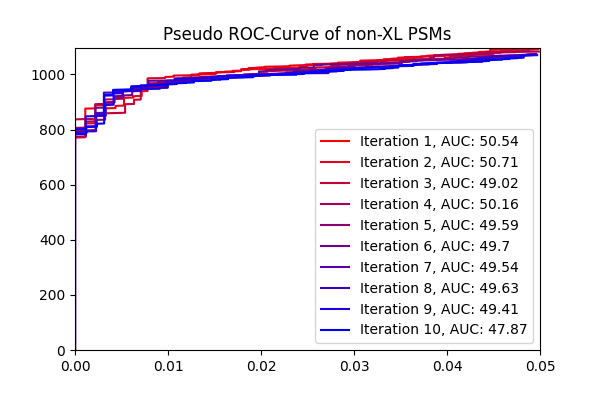 Pseudo ROC-Curve of non-XL PSMs
1000
800
600
400
200
0
Iteration 1, AUC: 50.54
Iteration 2, AUC: 50.71
Iteration 3, AUC: 49.02
Iteration 4, AUC: 50.16
Iteration 5, AUC: 49.59
Iteration 6, AUC: 49.7
Iteration 7, AUC: 49.54
Iteration 8, AUC: 49.63
Iteration 9, AUC: 49.41
Iteration 10, AUC: 47.87
0.00 0.01 0.02 0.03 0.04 0.05